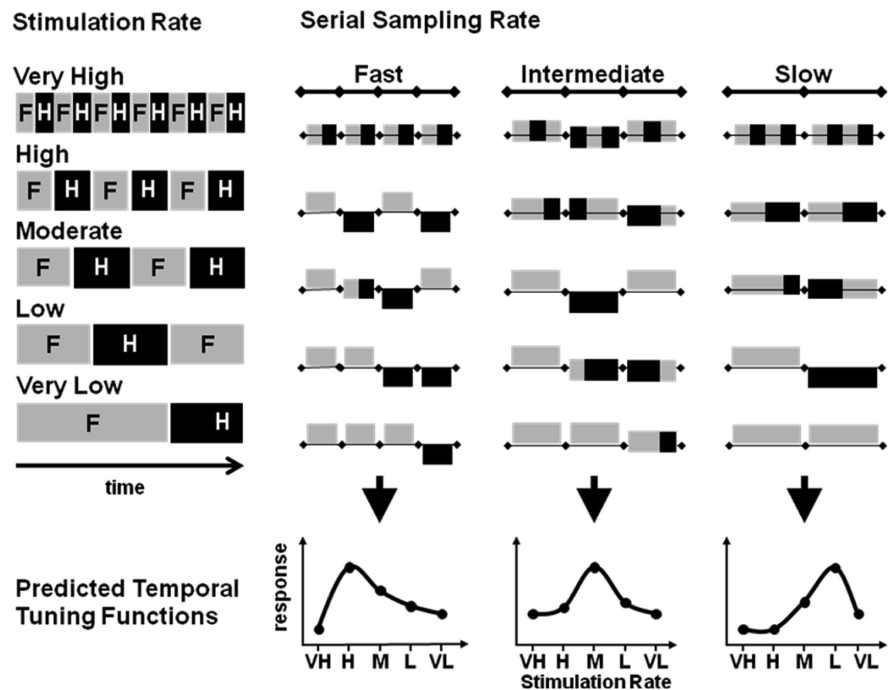 Stimulation Rate
Serial Sampling Rate
Very High
F H F H F H F H F H F H
High
F H F H F H
Moderate
F H F H
Low
F H F
Very Low
F H
time
Fast
Intermediate
Slow
Predicted Temporal
Tuning Functions
response
VH H M L VL
VH H M L VL
VH H M L VL
Stimulation Rate